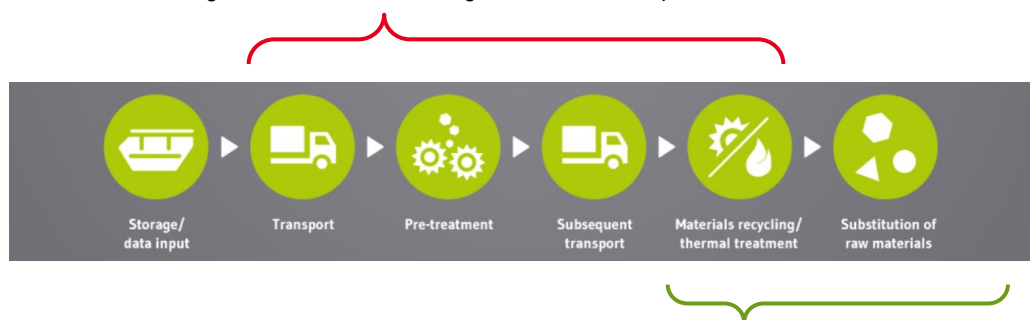 Storage/
data input
Transport
Pre-treatment
Subsequent
transport
Materials recycling/
thermal treatment
Substitution of
raw materials